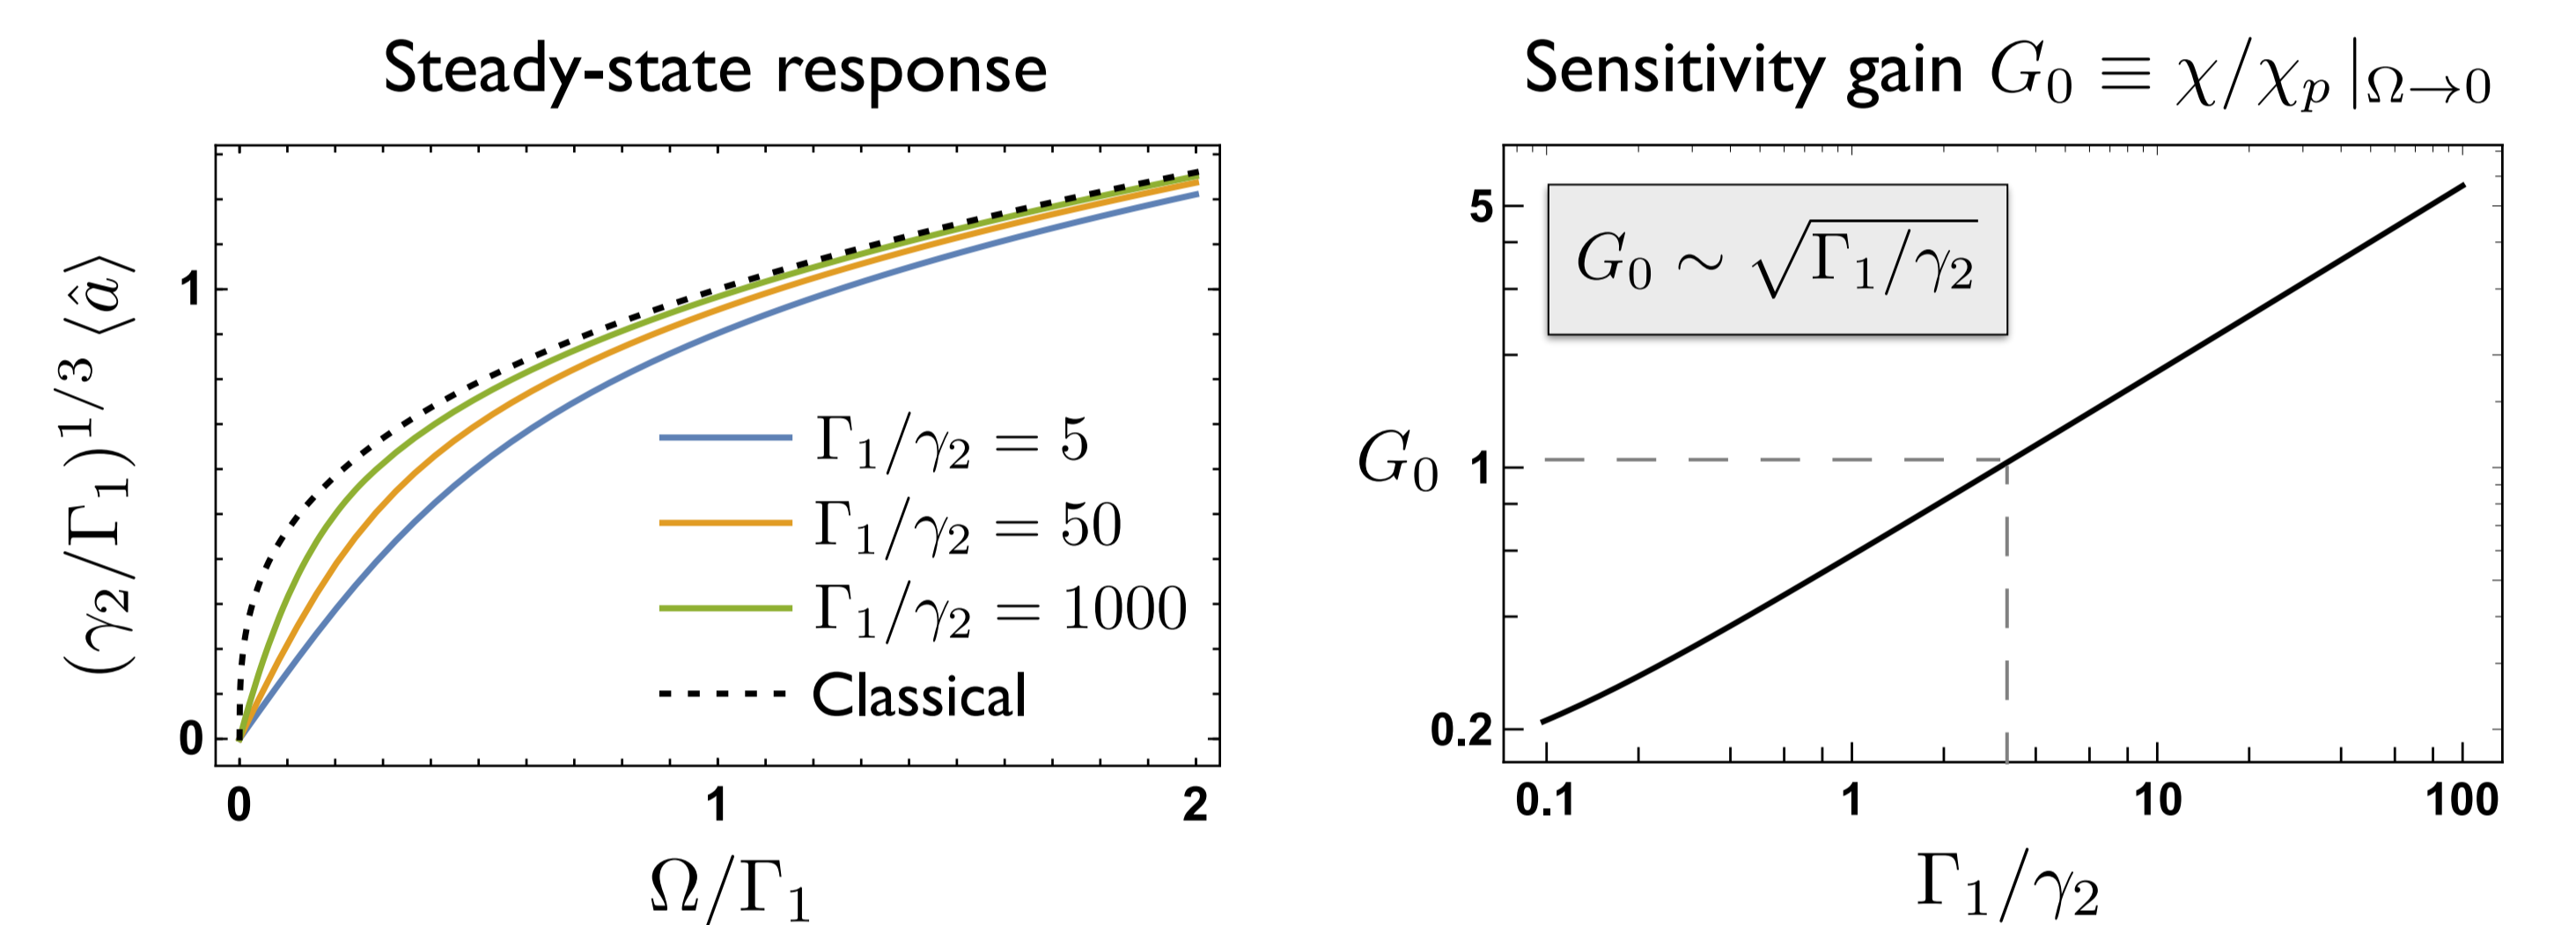 Steady-state response
(γ₂/Γ₁)^{1/3} ⟨â⟩
1
0
Γ₁/γ₂ = 5
Γ₁/γ₂ = 50
Γ₁/γ₂ = 1000
Classical
0 1 2
Ω/Γ₁
Sensitivity gain G₀ ≡ χ/χₚ |_{Ω→0}
G₀ ∼ √(Γ₁/γ₂)
G₀
5
1
0.2
0.1 1 10 100
Γ₁/γ₂